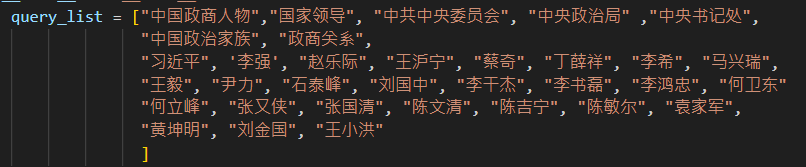 query_list = ["中国政商人物","国家领导", "中共中央委员会", "中央政治局" ,"中央书记处",
"中国政治家族", "政商关系",
"习近平", '李强', "赵乐际", "王沪宁", "蔡奇", "丁薛祥", "李希", "马兴瑞",
"王毅", "尹力", "石泰峰", "刘国中", "李干杰", "李书磊", "李鸿忠", "何卫东"
"何立峰", "张又侠", "张国清", "陈文清", "陈吉宁", "陈敏尔", "袁家军",
"黄坤明", "刘金国", "王小洪"
]